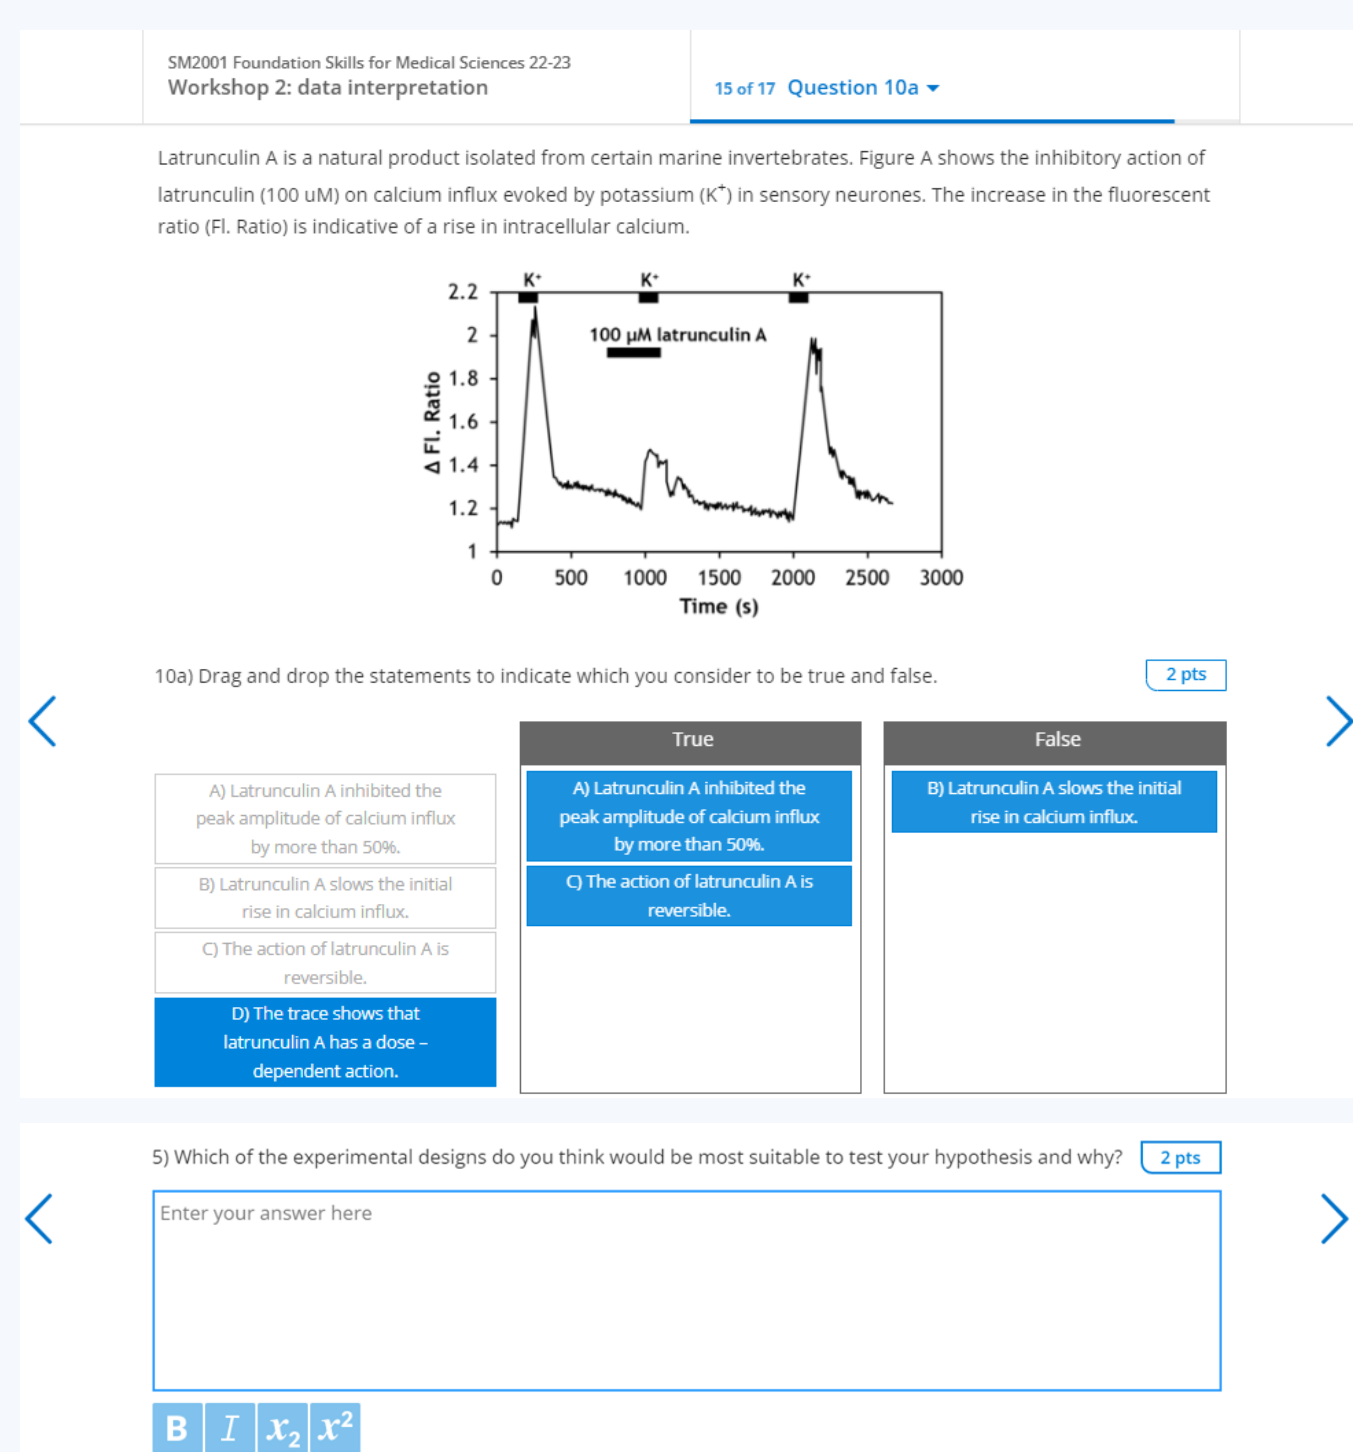 SM2001 Foundation Skills for Medical Sciences 22-23
Workshop 2: data interpretation
15 of 17 Question 10a
Latrunculin A is a natural product isolated from certain marine invertebrates. Figure A shows the inhibitory action of
latrunculin (100 uM) on calcium influx evoked by potassium (K⁺) in sensory neurones. The increase in the fluorescent
ratio (Fl. Ratio) is indicative of a rise in intracellular calcium.
K⁺ K⁺ K⁺
2.2
2
1.8
1.6
1.4
1.2
1
Δ Fl. Ratio
100 μM latrunculin A
0 500 1000 1500 2000 2500 3000
Time (s)
10a) Drag and drop the statements to indicate which you consider to be true and false.
2 pts
A) Latrunculin A inhibited the
peak amplitude of calcium influx
by more than 50%.
B) Latrunculin A slows the initial
rise in calcium influx.
C) The action of latrunculin A is
reversible.
D) The trace shows that
latrunculin A has a dose –
dependent action.
True
A) Latrunculin A inhibited the
peak amplitude of calcium influx
by more than 50%.
C) The action of latrunculin A is
reversible.
False
B) Latrunculin A slows the initial
rise in calcium influx.
5) Which of the experimental designs do you think would be most suitable to test your hypothesis and why?
2 pts
Enter your answer here
B I x₂ x²